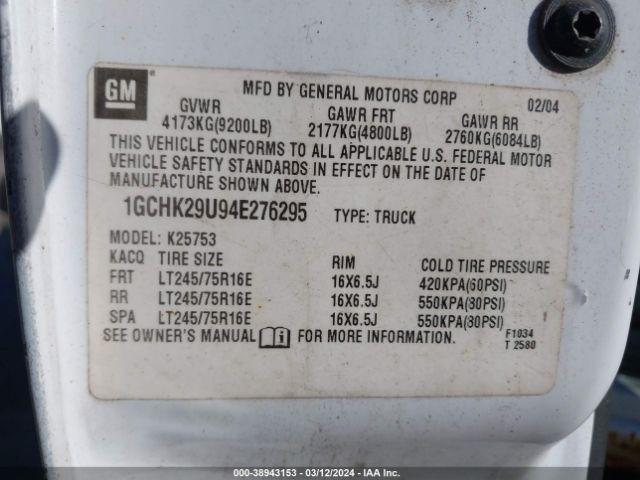 GM
MFD BY GENERAL MOTORS CORP 02/04
GVWR GAWR FRT GAWR RR
4173KG(9200LB) 2177KG(4800LB) 2760KG(6084LB)
THIS VEHICLE CONFORMS TO ALL APPLICABLE U.S. FEDERAL MOTOR
VEHICLE SAFETY STANDARDS IN EFFECT ON THE DATE OF
MANUFACTURE SHOWN ABOVE.
1GCHK29U94E276295 TYPE: TRUCK
MODEL: K25753
KACQ TIRE SIZE RIM COLD TIRE PRESSURE
FRT LT245/75R16E 16X6.5J 420KPA(60PSI)
RR LT245/75R16E 16X6.5J 550KPA(80PSI)
SPA LT245/75R16E 16X6.5J 550KPA(80PSI)
SEE OWNER'S MANUAL FOR MORE INFORMATION.
F1034
T 2580
000-38943153 - 03/12/2024 - IAA Inc.